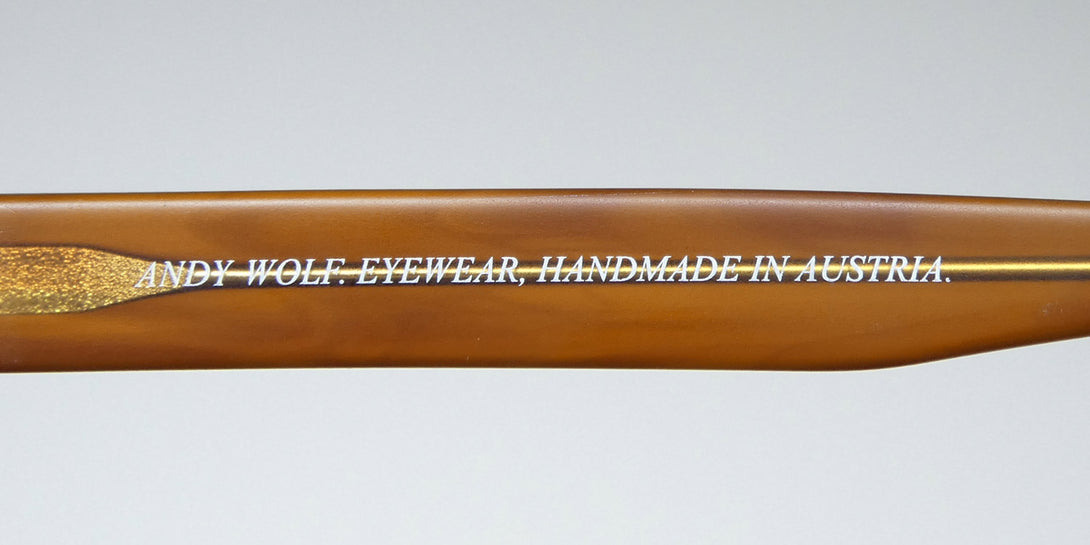 ANDY WOLF. EYEWEAR, HANDMADE IN AUSTRIA.